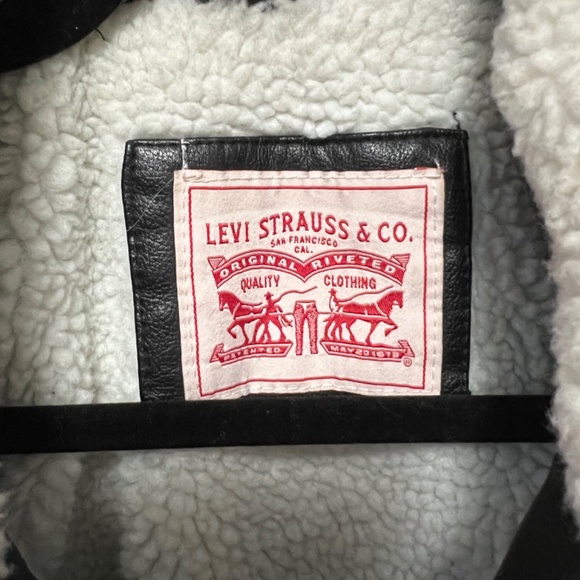 LEVI STRAUSS & CO.
SAN FRANCISCO
CAL.
ORIGINAL RIVETED
QUALITY CLOTHING
PATENTED MAY 20 1873
®